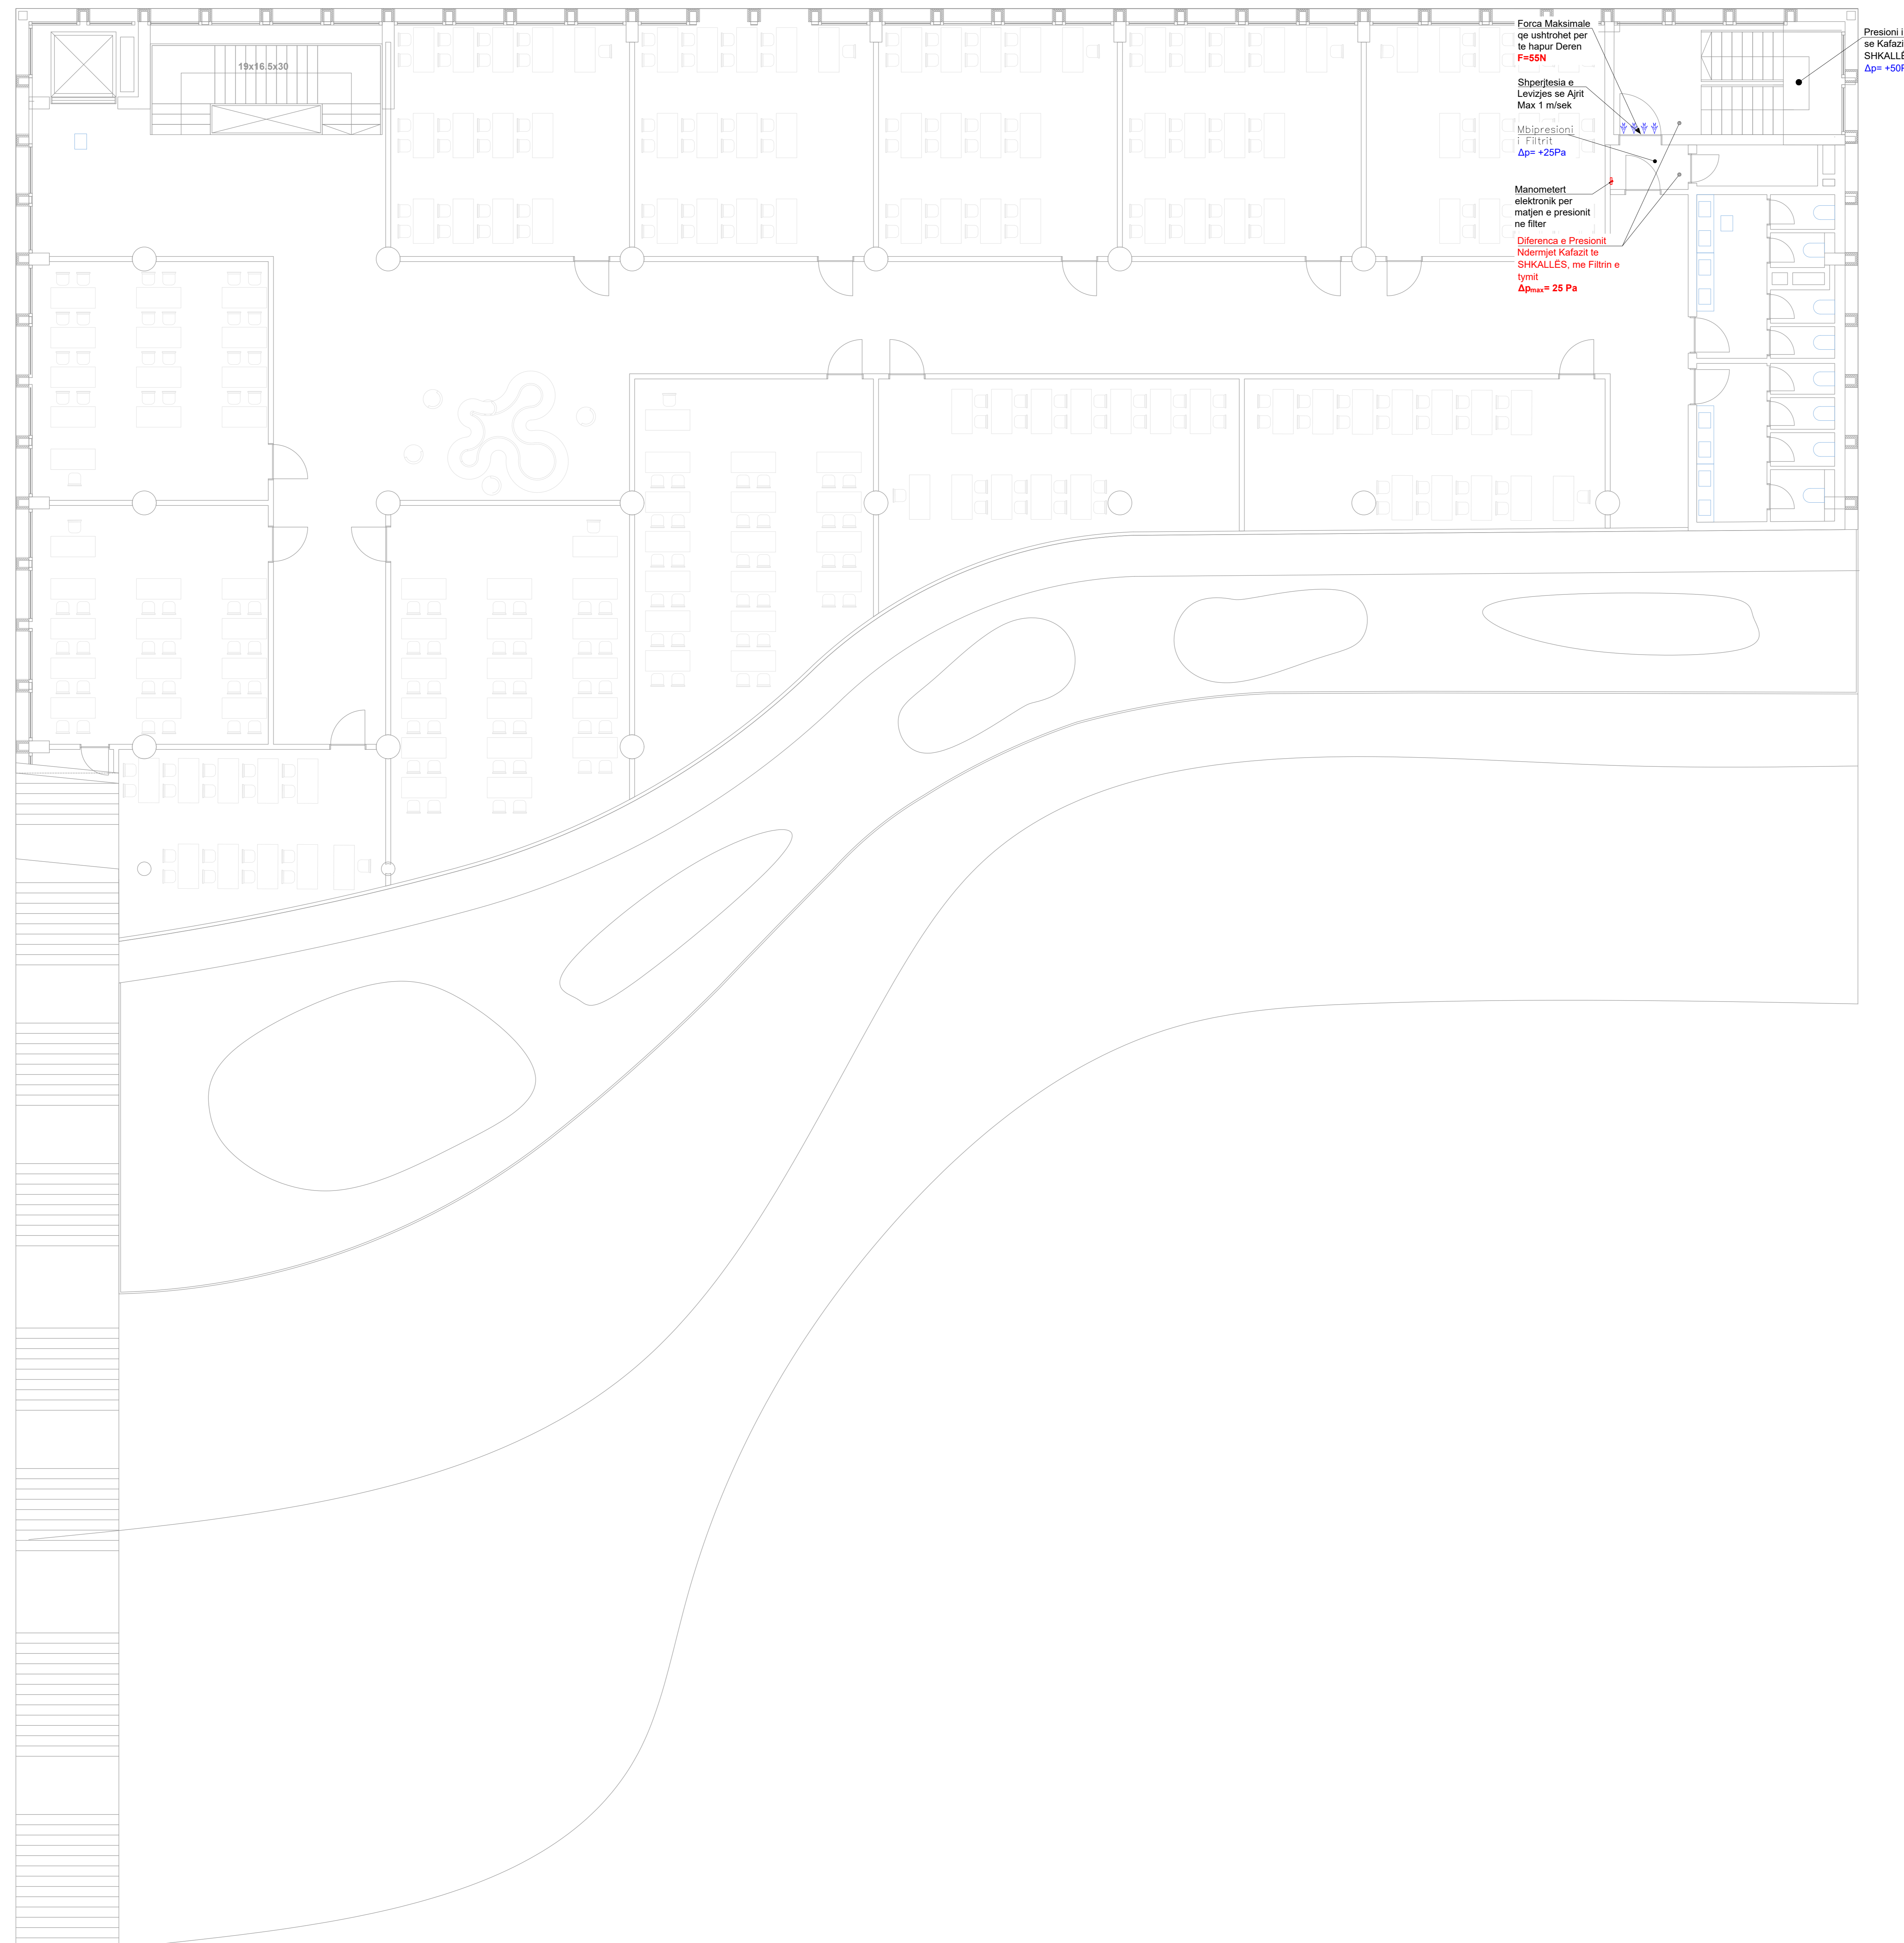 19x16.5x30
Forca Maksimale
qe ushtrohet per
te hapur Deren
F=55N
Shperjtesia e
Levizjes se Ajrit
Max 1 m/sek
Mbipresioni
i Filtrit
Δp= +25Pa
Manometert
elektronik per
matjen e presionit
ne filter
Diferenca e Presionit
Ndermjet Kafazit te
SHKALLËS, me Filtrin e
tymit
Δpmax= 25 Pa
Presioni i
se Kafazi
SHKALLË
Δp= +50